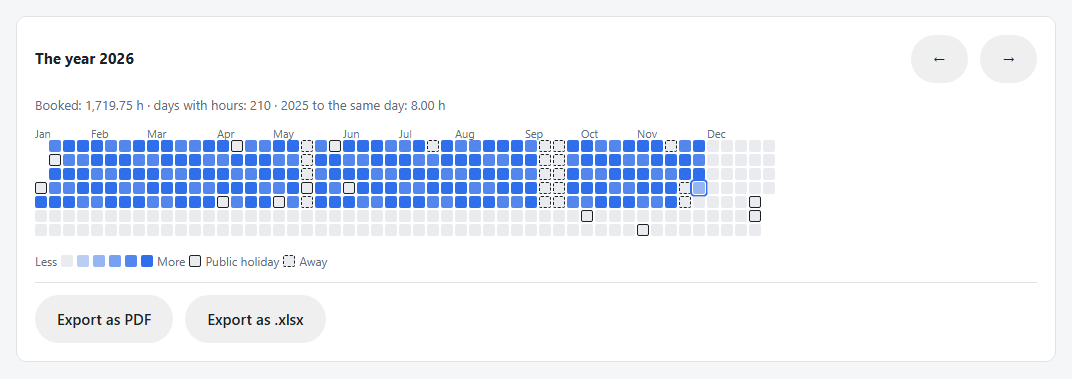 The year 2026
← →
Booked: 1,719.75 h · days with hours: 210 · 2025 to the same day: 8.00 h
Jan Feb Mar Apr May Jun Jul Aug Sep Oct Nov Dec
Less More Public holiday Away
Export as PDF Export as .xlsx